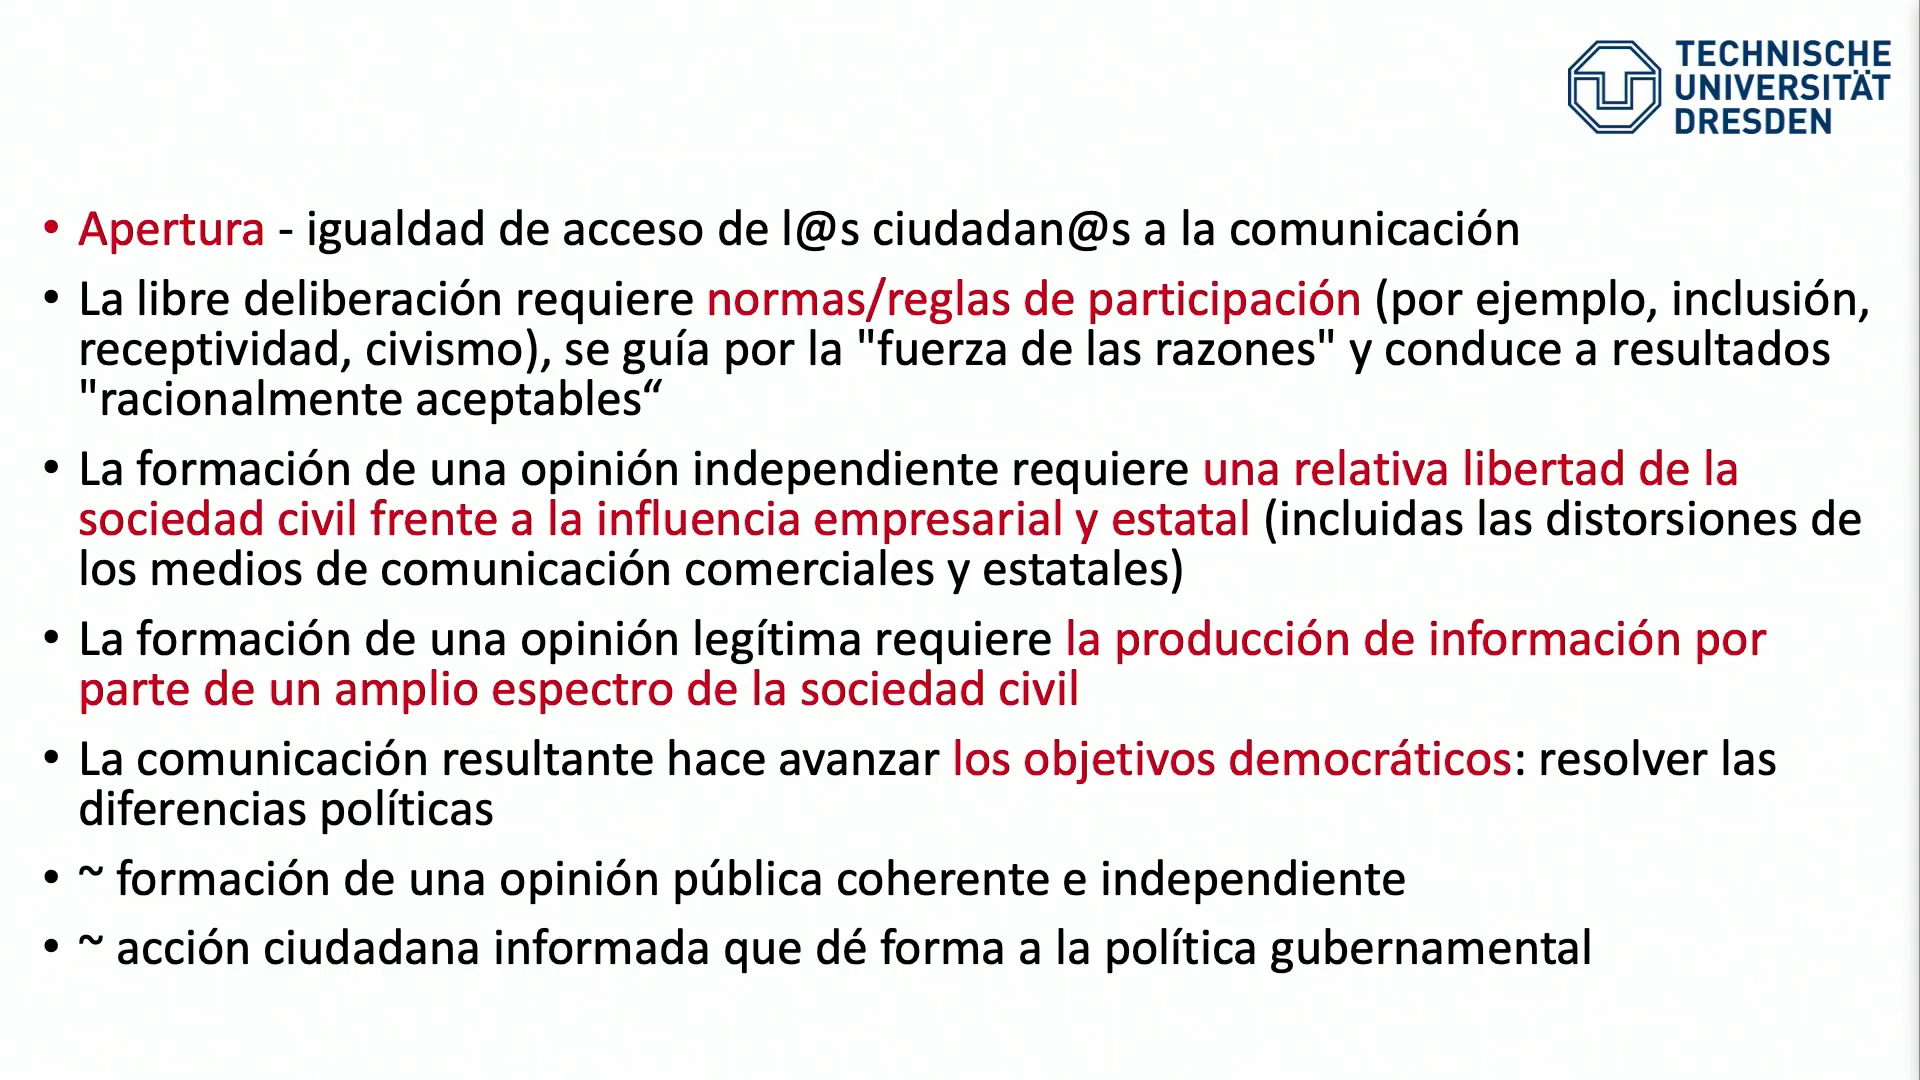 TECHNISCHE
UNIVERSITÄT
DRESDEN
• Apertura - igualdad de acceso de l@s ciudadan@s a la comunicación
• La libre deliberación requiere normas/reglas de participación (por ejemplo, inclusión,
receptividad, civismo), se guía por la "fuerza de las razones" y conduce a resultados
"racionalmente aceptables“
• La formación de una opinión independiente requiere una relativa libertad de la
sociedad civil frente a la influencia empresarial y estatal (incluidas las distorsiones de
los medios de comunicación comerciales y estatales)
• La formación de una opinión legítima requiere la producción de información por
parte de un amplio espectro de la sociedad civil
• La comunicación resultante hace avanzar los objetivos democráticos: resolver las
diferencias políticas
• ~ formación de una opinión pública coherente e independiente
• ~ acción ciudadana informada que dé forma a la política gubernamental